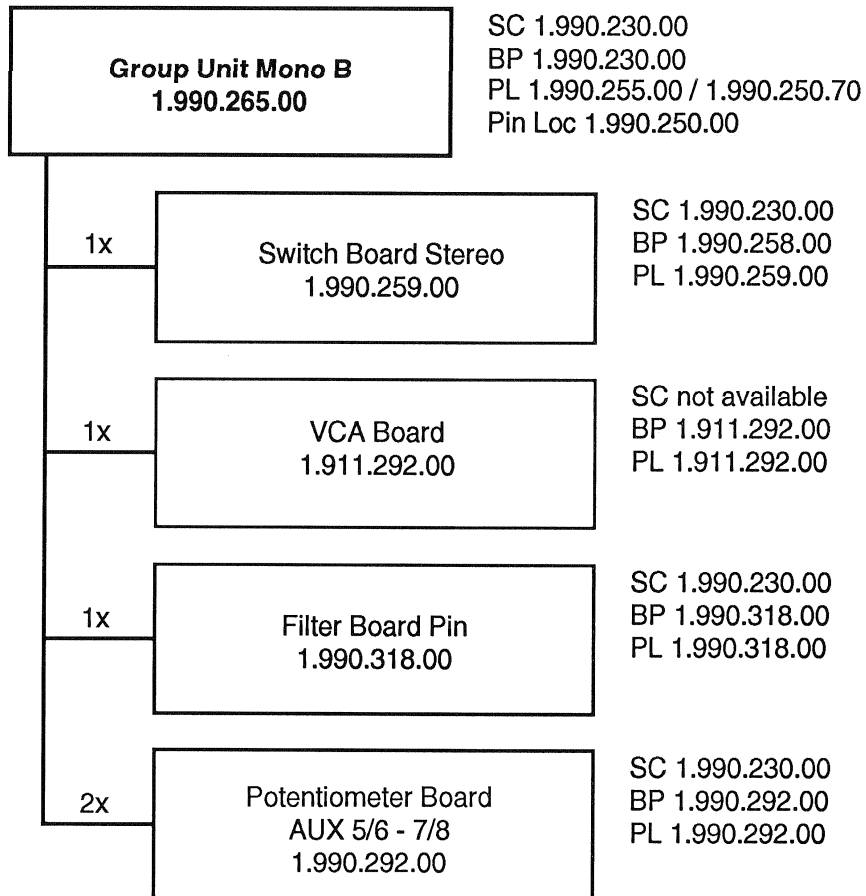 Group Unit Mono B
1.990.265.00
SC 1.990.230.00
BP 1.990.230.00
PL 1.990.255.00 / 1.990.250.70
Pin Loc 1.990.250.00
1x
Switch Board Stereo
1.990.259.00
SC 1.990.230.00
BP 1.990.258.00
PL 1.990.259.00
1x
VCA Board
1.911.292.00
SC not available
BP 1.911.292.00
PL 1.911.292.00
1x
Filter Board Pin
1.990.318.00
SC 1.990.230.00
BP 1.990.318.00
PL 1.990.318.00
2x
Potentiometer Board
AUX 5/6 - 7/8
1.990.292.00
SC 1.990.230.00
BP 1.990.292.00
PL 1.990.292.00